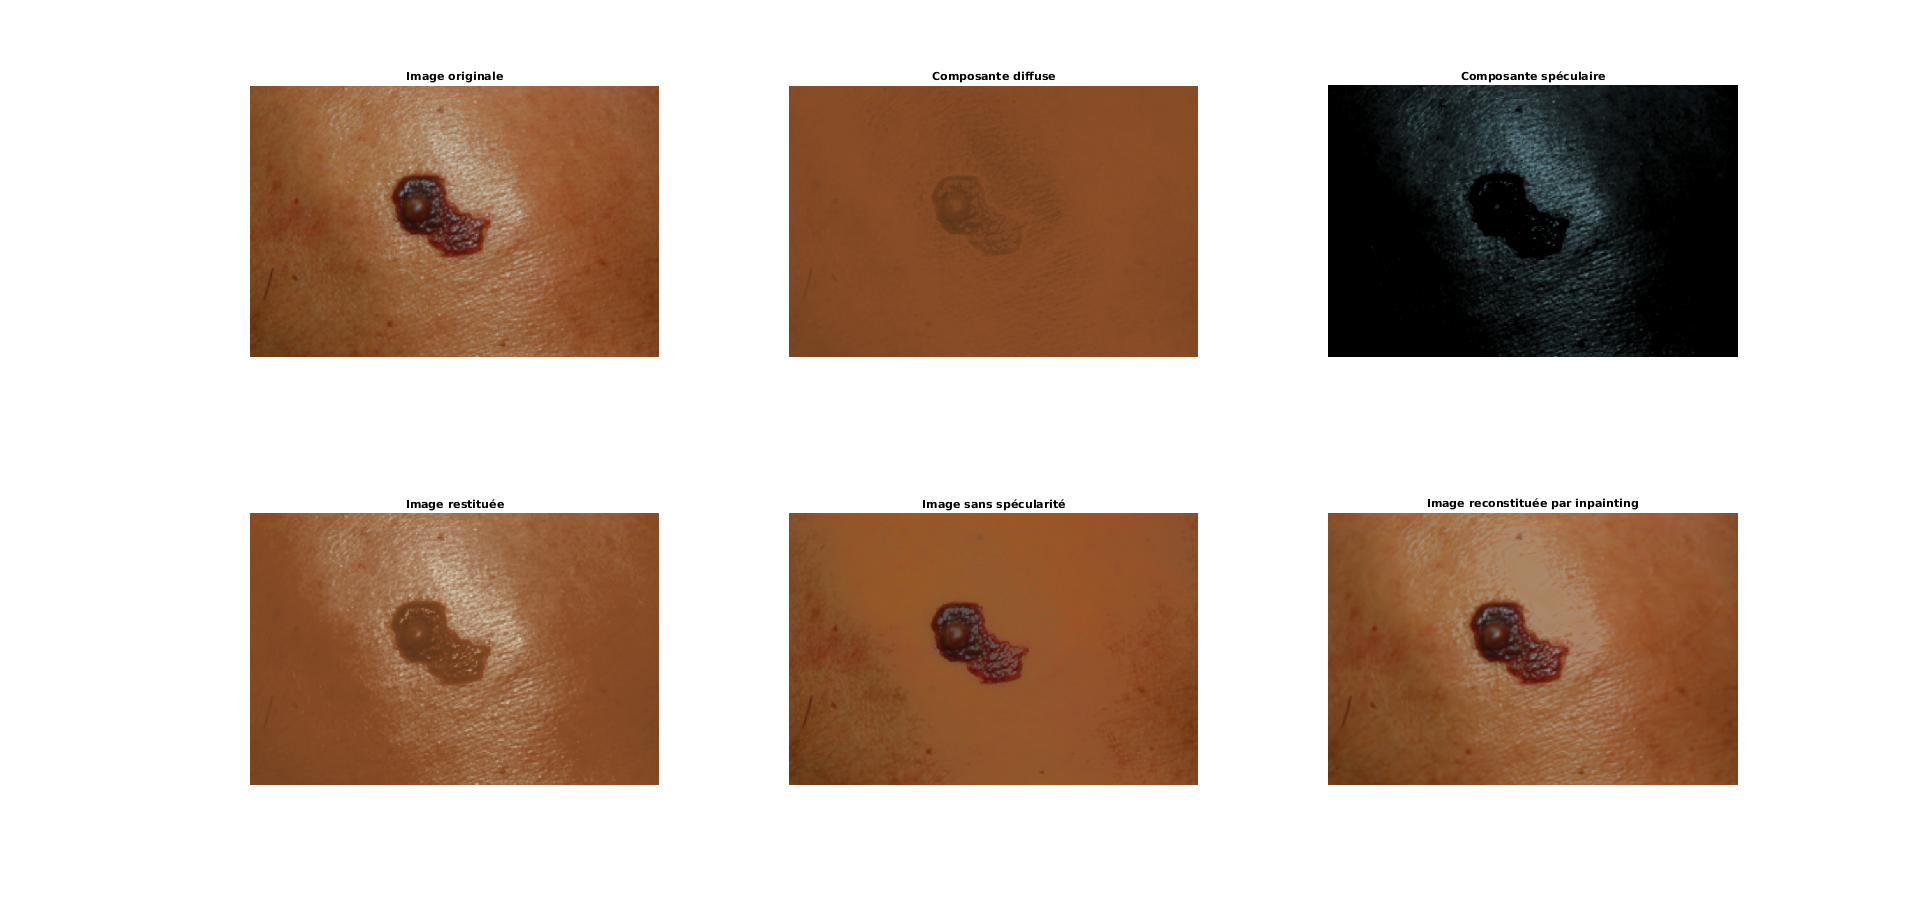 Image originale
Composante diffuse
Composante spéculaire
Image restituée
Image sans spécularité
Image reconstituée par inpainting